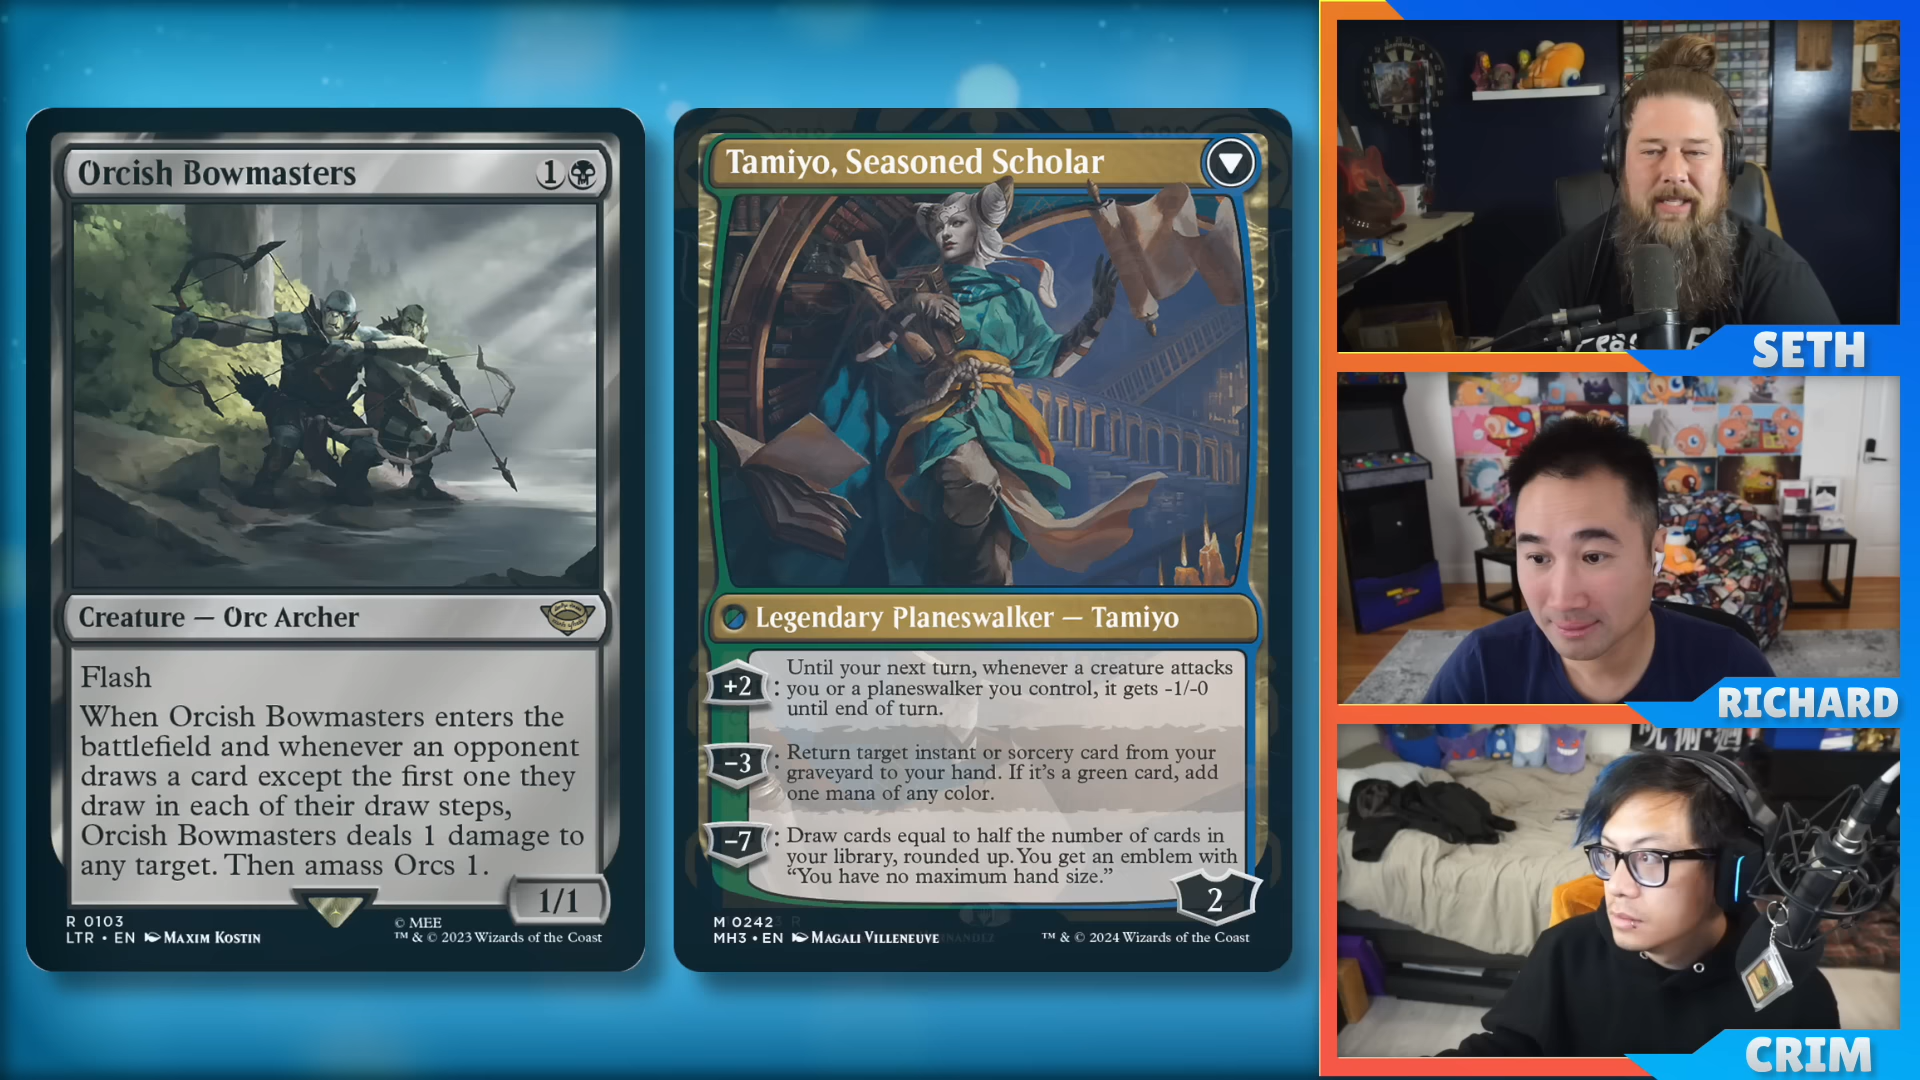 Orcish Bowmasters 1
Creature — Orc Archer
Flash
When Orcish Bowmasters enters the
battlefield and whenever an opponent
draws a card except the first one they
draw in each of their draw steps,
Orcish Bowmasters deals 1 damage to
any target. Then amass Orcs 1.
1/1
R 0103
LTR • EN Maxim Kostin
© MEE
™ & © 2023 Wizards of the Coast
Tamiyo, Seasoned Scholar
Legendary Planeswalker — Tamiyo
+2: Until your next turn, whenever a creature attacks
you or a planeswalker you control, it gets -1/-0
until end of turn.
−3: Return target instant or sorcery card from your
graveyard to your hand. If it's a green card, add
one mana of any color.
−7: Draw cards equal to half the number of cards in
your library, rounded up. You get an emblem with
“You have no maximum hand size.”
2
M 0242
MH3 • EN Magali Villeneuve
™ & © 2024 Wizards of the Coast
SETH
RICHARD
CRIM